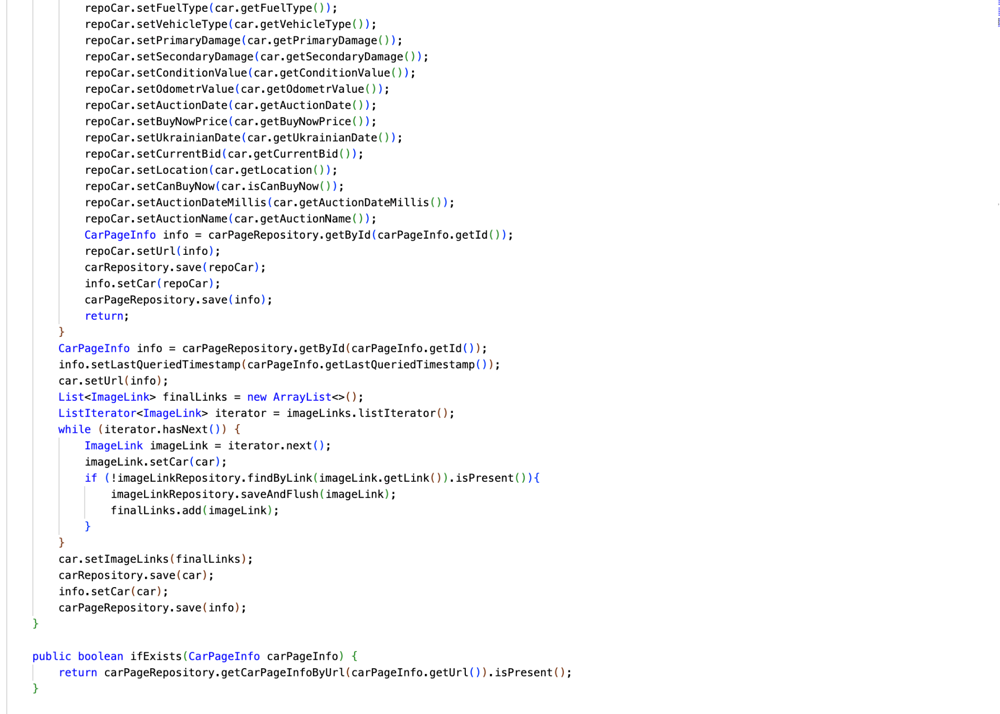 repoCar.setFuelType(car.getFuelType());
repoCar.setVehicleType(car.getVehicleType());
repoCar.setPrimaryDamage(car.getPrimaryDamage());
repoCar.setSecondaryDamage(car.getSecondaryDamage());
repoCar.setConditionValue(car.getConditionValue());
repoCar.setOdometrValue(car.getOdometrValue());
repoCar.setAuctionDate(car.getAuctionDate());
repoCar.setBuyNowPrice(car.getBuyNowPrice());
repoCar.setUkrainianDate(car.getUkrainianDate());
repoCar.setCurrentBid(car.getCurrentBid());
repoCar.setLocation(car.getLocation());
repoCar.setCanBuyNow(car.isCanBuyNow());
repoCar.setAuctionDateMillis(car.getAuctionDateMillis());
repoCar.setAuctionName(car.getAuctionName());
CarPageInfo info = carPageRepository.getById(carPageInfo.getId());
repoCar.setUrl(info);
carRepository.save(repoCar);
info.setCar(repoCar);
carPageRepository.save(info);
return;
}
CarPageInfo info = carPageRepository.getById(carPageInfo.getId());
info.setLastQueriedTimestamp(carPageInfo.getLastQueriedTimestamp());
car.setUrl(info);
List<ImageLink> finalLinks = new ArrayList<>();
ListIterator<ImageLink> iterator = imageLinks.listIterator();
while (iterator.hasNext()) {
ImageLink imageLink = iterator.next();
imageLink.setCar(car);
if (!imageLinkRepository.findByLink(imageLink.getLink()).isPresent()){
imageLinkRepository.saveAndFlush(imageLink);
finalLinks.add(imageLink);
}
}
car.setImageLinks(finalLinks);
carRepository.save(car);
info.setCar(car);
carPageRepository.save(info);
}
public boolean ifExists(CarPageInfo carPageInfo) {
return carPageRepository.getCarPageInfoByUrl(carPageInfo.getUrl()).isPresent();
}